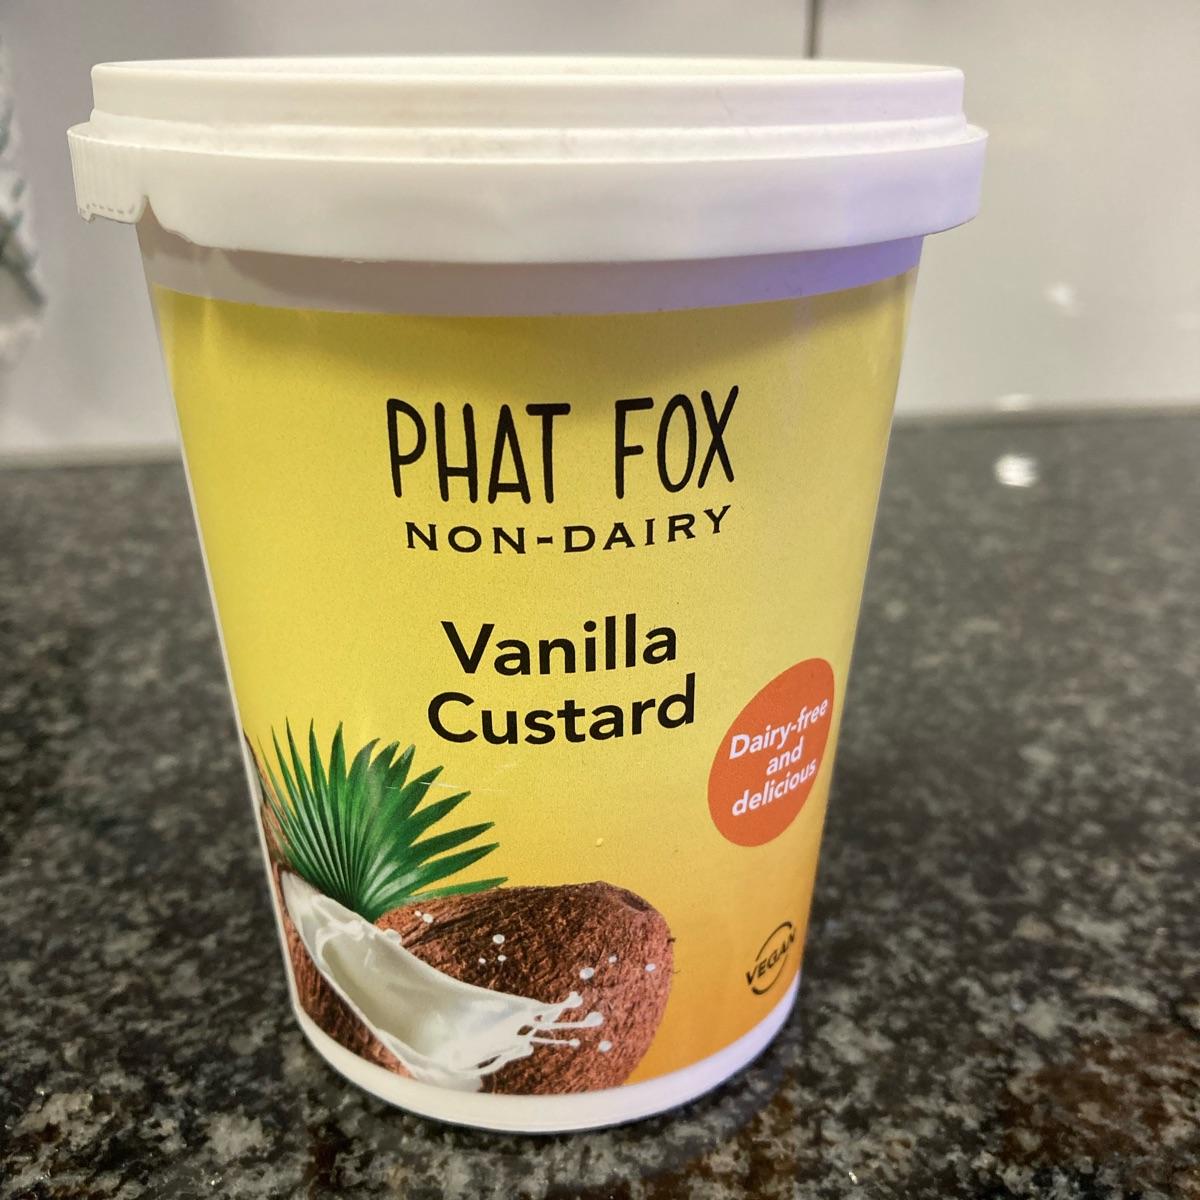 PHAT FOX
NON-DAIRY
Vanilla
Custard
Dairy-free
and
delicious
VEGAN